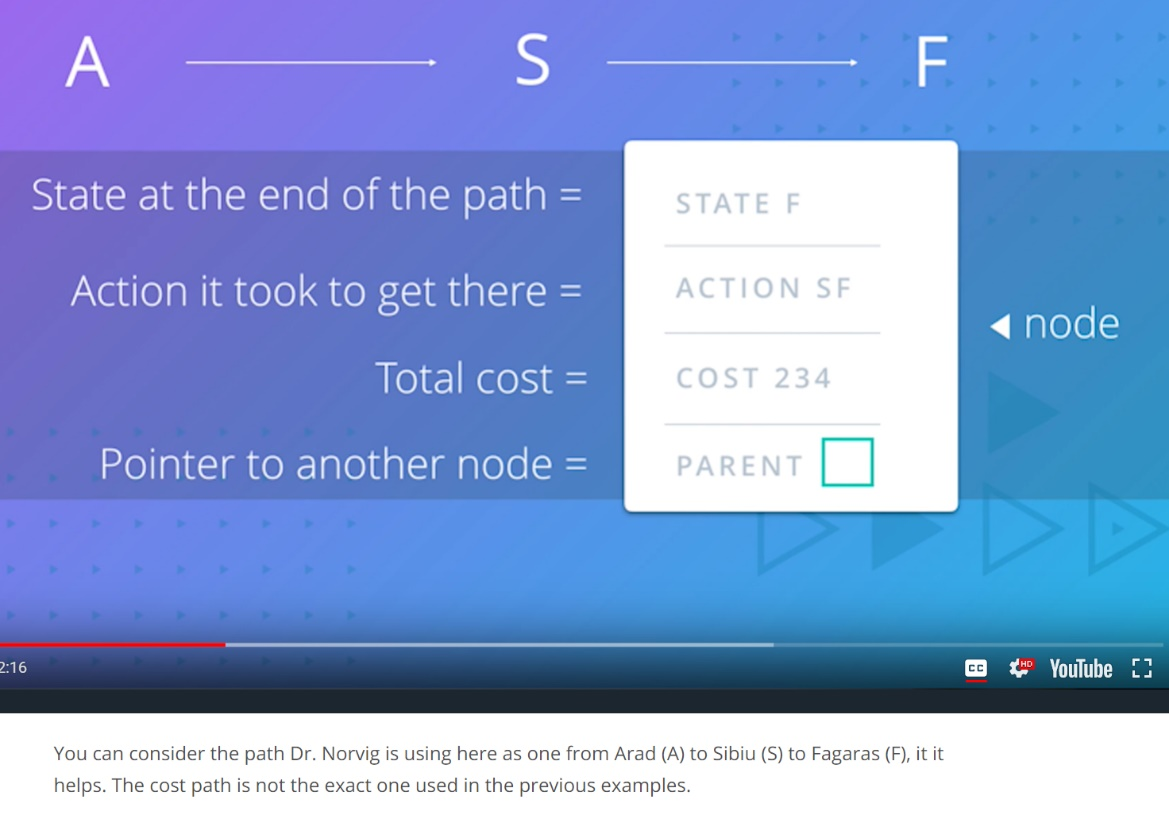 A S F
State at the end of the path = STATE F
Action it took to get there = ACTION SF
◀ node
Total cost = COST 234
Pointer to another node = PARENT
2:16 CC HD YouTube
You can consider the path Dr. Norvig is using here as one from Arad (A) to Sibiu (S) to Fagaras (F), it it
helps. The cost path is not the exact one used in the previous examples.